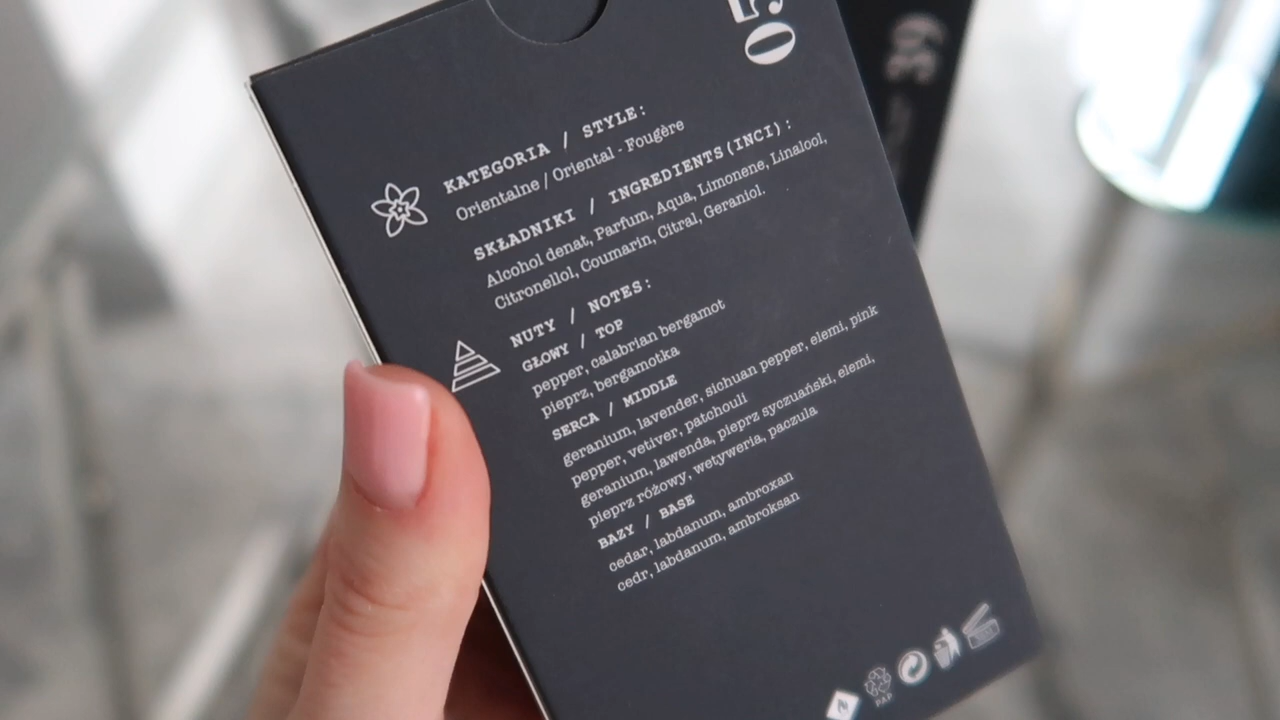 KATEGORIA / STYLE:
Orientalne / Oriental - Fougère
SKŁADNIKI / INGREDIENTS(INCI):
Alcohol denat, Parfum, Aqua, Limonene, Linalool,
Citronellol, Coumarin, Citral, Geraniol.
NUTY / NOTES:
GŁOWY / TOP
pepper, calabrian bergamot
pieprz, bergamotka
SERCA / MIDDLE
geranium, lavender, sichuan pepper, elemi, pink
pepper, vetiver, patchouli
geranium, lawenda, pieprz syczuański, elemi,
pieprz różowy, wetyweria, paczula
BAZY / BASE
cedar, labdanum, ambroxan
cedr, labdanum, ambroksan
PAP
39